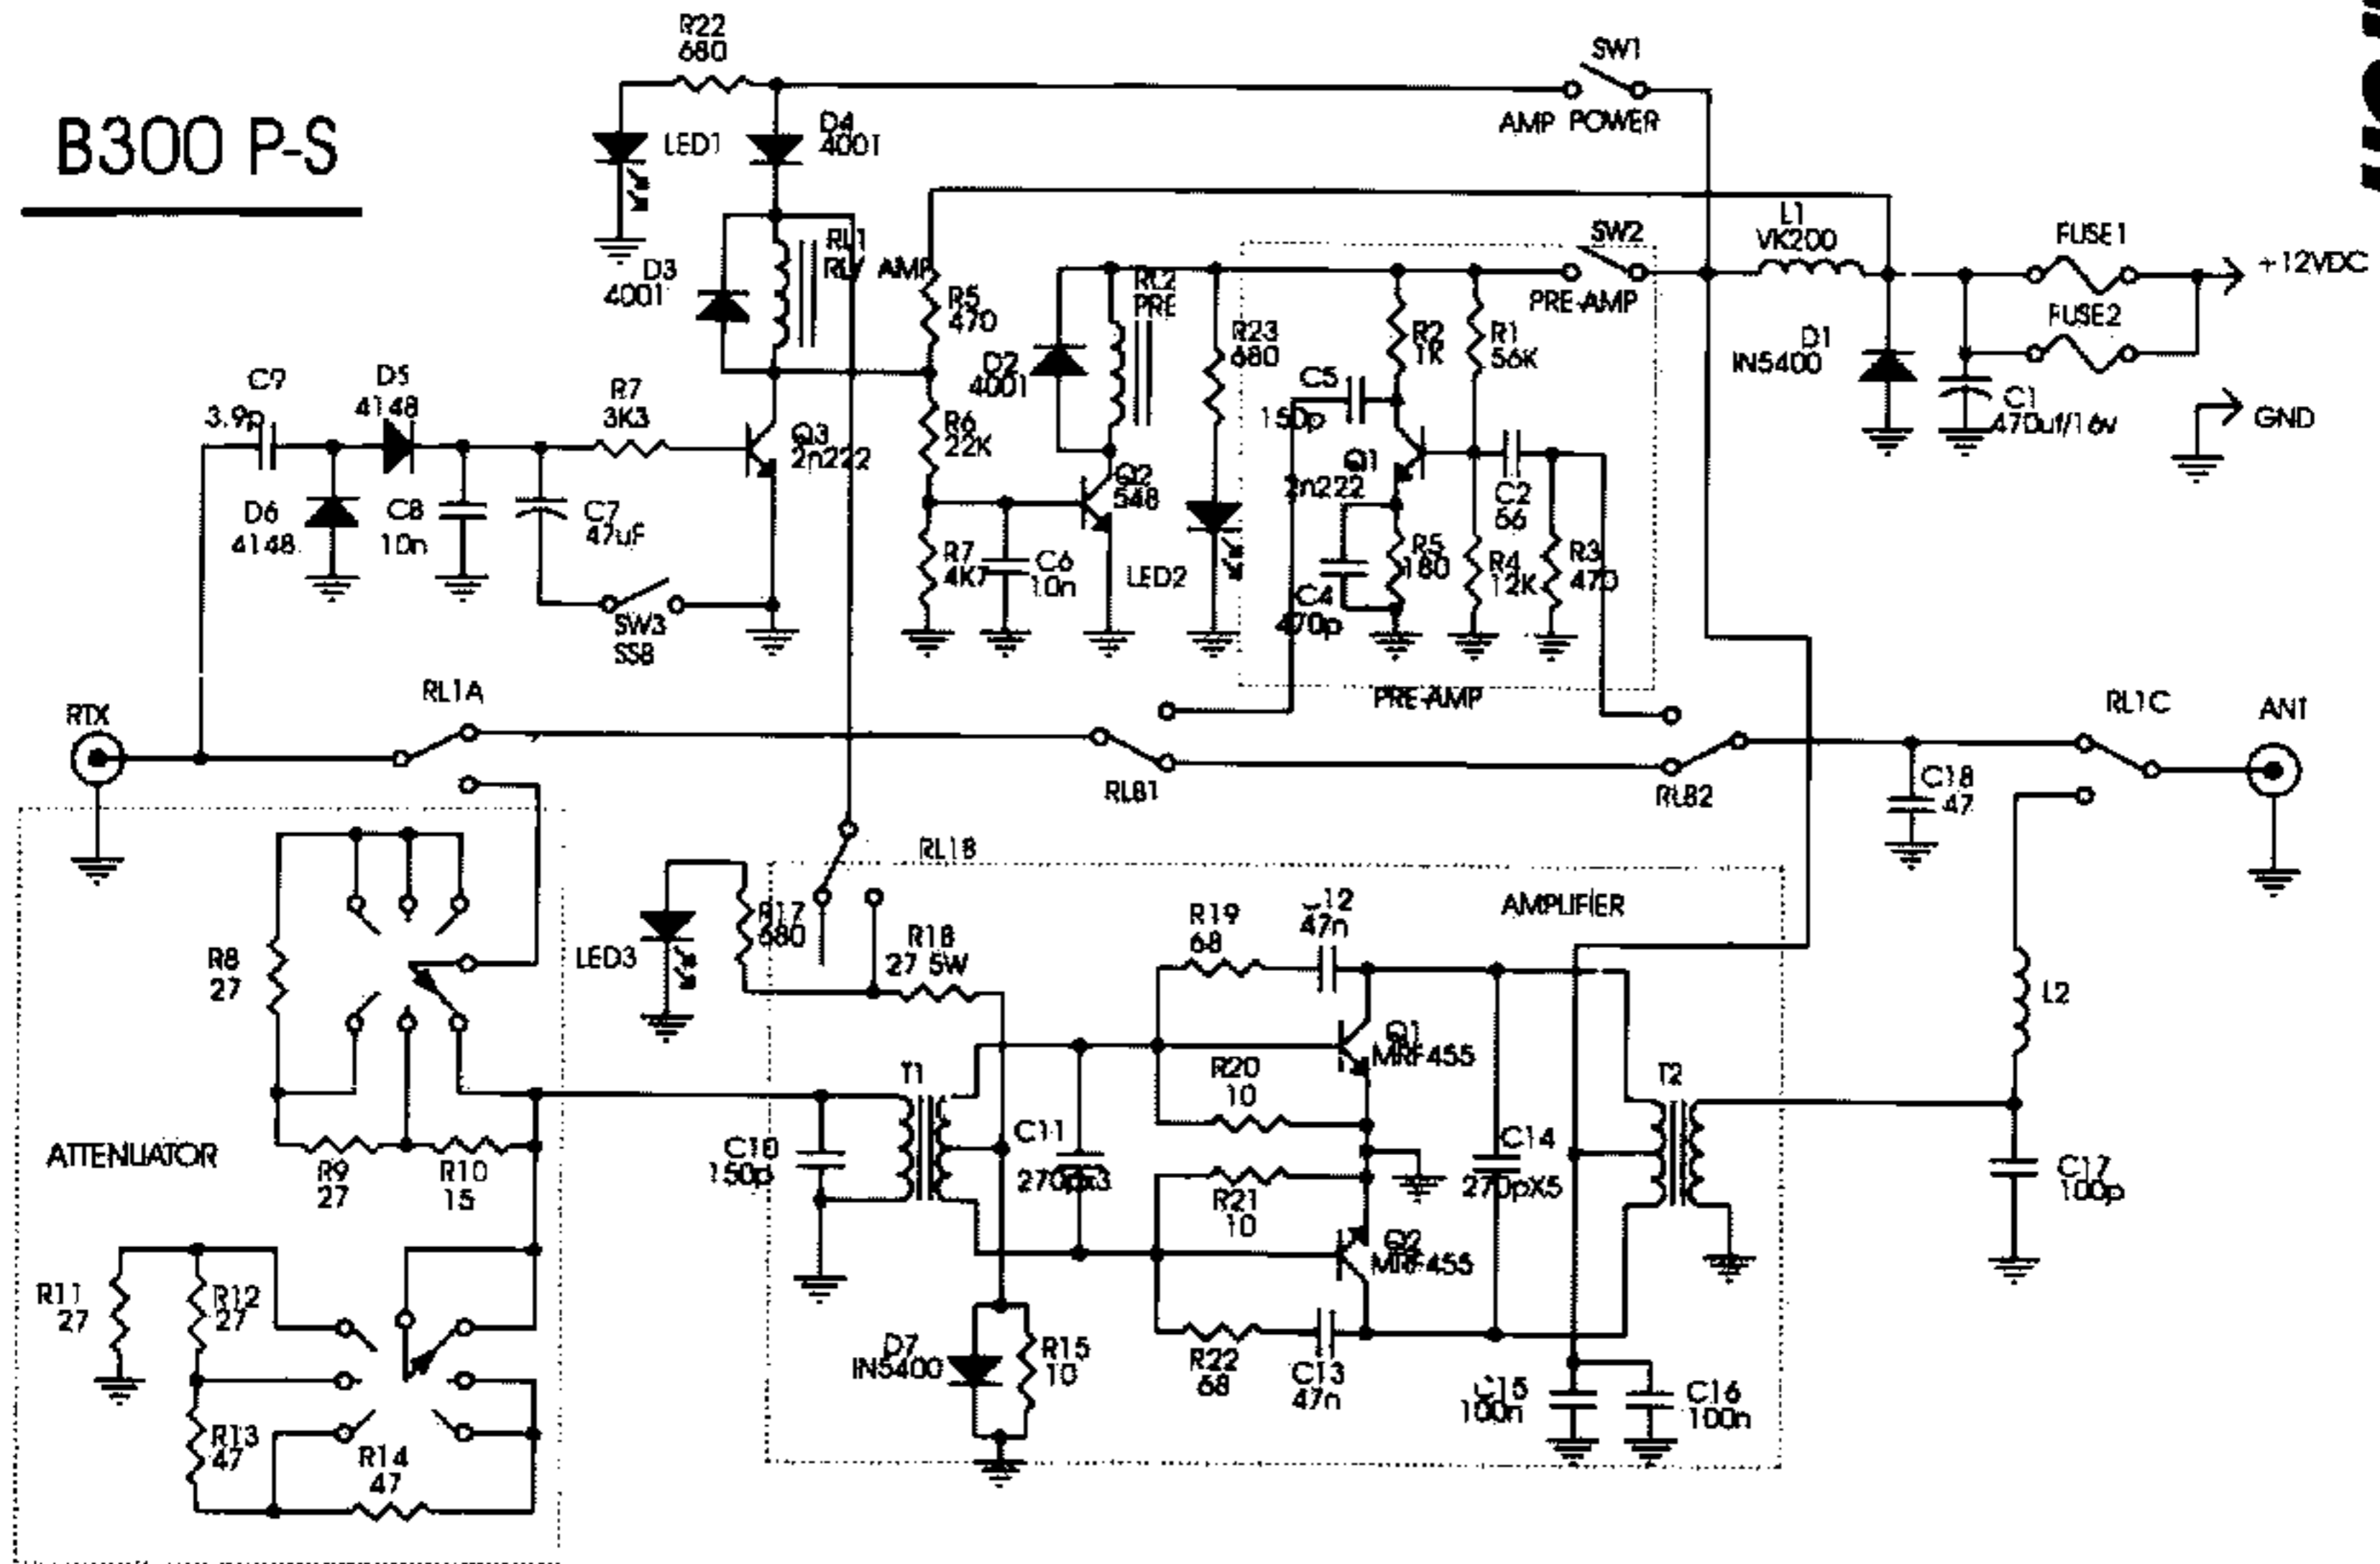 B300 P-S
R22
680
SW1
AMP POWER
LED1
D4
4001
RL1
RLY AMP
D3
4001
R5
470
RL2
PRE
SW2
PRE-AMP
L1
VK200
FUSE1
+12VDC
FUSE2
D1
IN5400
C1
470uf/16v
GND
R23
680
R2
1K
R1
56K
D2
4001
C5
150p
C9
3.9p
D5
4148
R7
3K3
Q3
2n222
R6
22K
Q2
548
Q1
2n222
C2
56
D6
4148
C8
10n
C7
47uF
R7
4K7
C6
10n
LED2
R5
180
R4
12K
R3
470
C4
470p
SW3
SSB
PRE-AMP
RTX
RL1A
RLB1
RLB2
RL1C
ANT
C18
47
RL1B
AMPLIFIER
LED3
R17
680
R18
27 5W
R19
68
12
47n
R8
27
Q1
MRF455
L2
R20
10
T1
T2
ATTENUATOR
R9
27
R10
15
C10
150p
C11
270px3
R21
10
C14
270pX5
C17
100p
Q2
MRF455
R11
27
R12
27
D7
IN5400
R15
10
R22
68
C13
47n
C15
100n
C16
100n
R13
47
R14
47